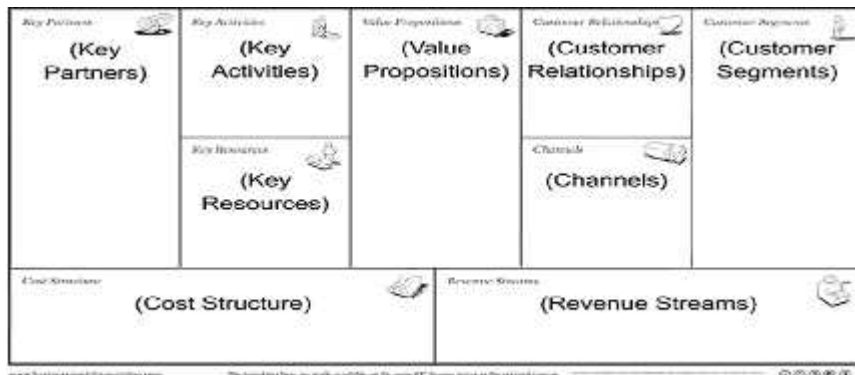 Key Partners
(Key
Partners)
Key Activities
(Key
Activities)
Value Propositions
(Value
Propositions)
Customer Relationships
(Customer
Relationships)
Customer Segments
(Customer
Segments)
Key Resources
(Key
Resources)
Channels
(Channels)
Cost Structure
(Cost Structure)
Revenue Streams
(Revenue Streams)